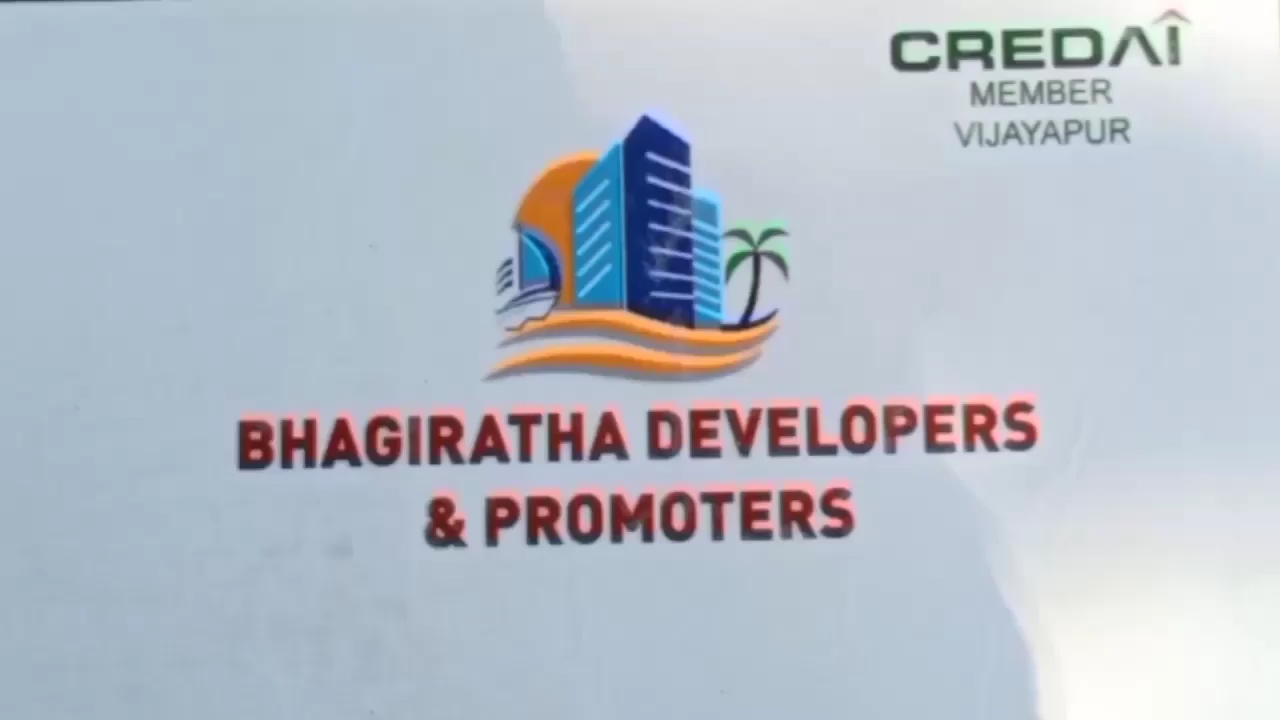 CREDAI
MEMBER
VIJAYAPUR
BHAGIRATHA DEVELOPERS
& PROMOTERS